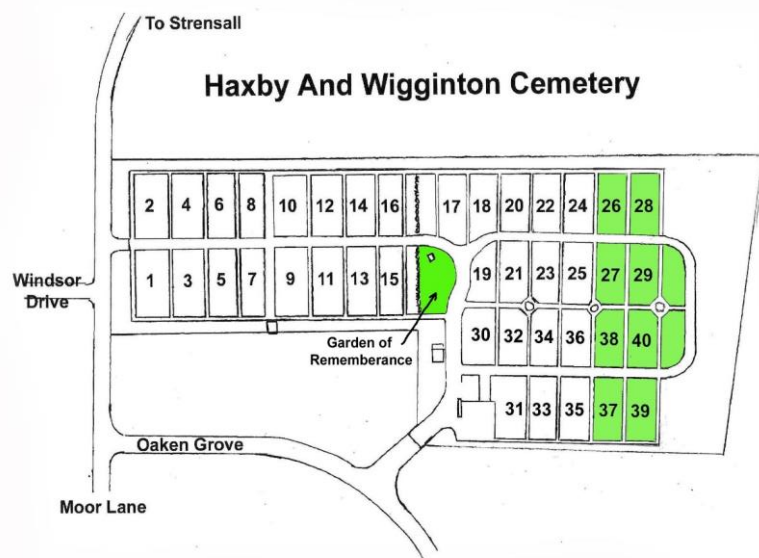 To Strensall
Haxby And Wigginton Cemetery
2 4 6 8 10 12 14 16 17 18 20 22 24 26 28
Windsor
Drive
1 3 5 7 9 11 13 15 19 21 23 25 27 29
Garden of
Rememberance
30 32 34 36 38 40
31 33 35 37 39
Oaken Grove
Moor Lane